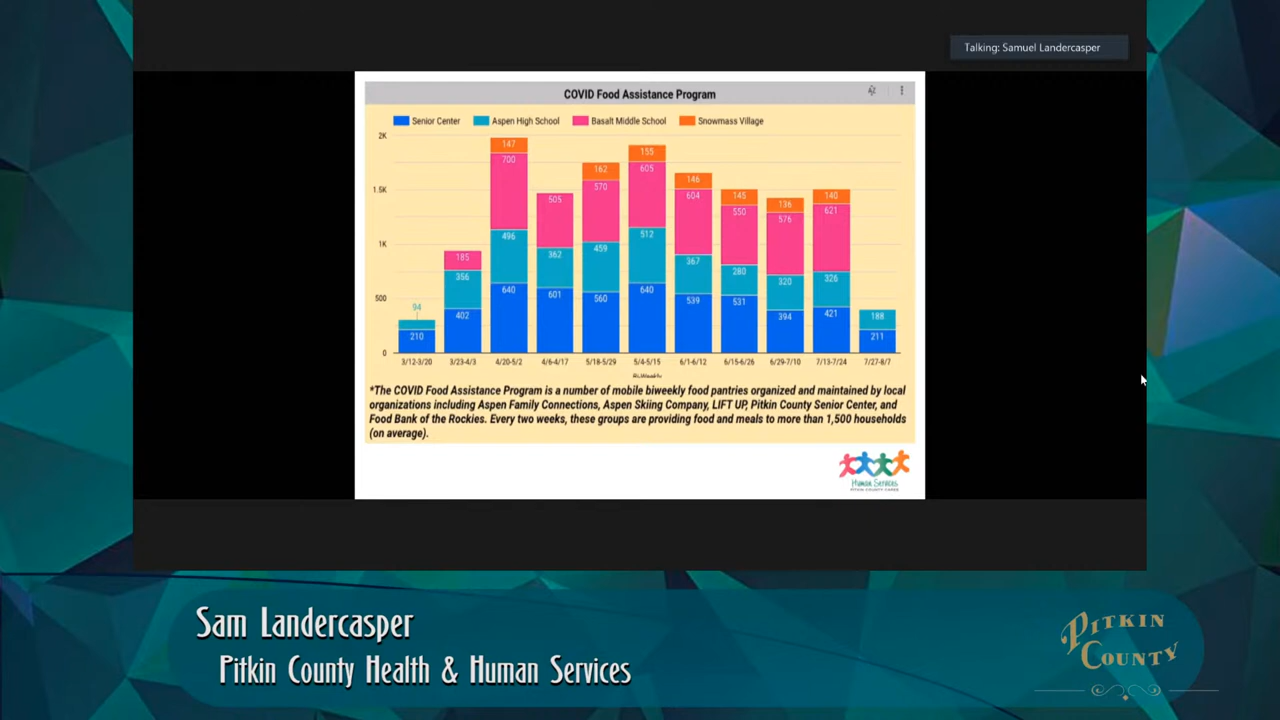 Talking: Samuel Landercasper
COVID Food Assistance Program
Senior Center Aspen High School Basalt Middle School Snowmass Village
2K
1.5K
1K
500
0
94
210
185
356
402
147
700
496
640
505
362
601
162
570
459
560
155
605
512
640
146
604
367
539
145
550
280
531
136
576
320
394
140
621
326
421
188
211
3/12-3/20 3/23-4/3 4/20-5/2 4/6-4/17 5/18-5/29 5/4-5/15 6/1-6/12 6/15-6/26 6/29-7/10 7/13-7/24 7/27-8/7
Bi.Weekly
*The COVID Food Assistance Program is a number of mobile biweekly food pantries organized and maintained by local
organizations including Aspen Family Connections, Aspen Skiing Company, LIFT UP, Pitkin County Senior Center, and
Food Bank of the Rockies. Every two weeks, these groups are providing food and meals to more than 1,500 households
(on average).
Human Services
PITKIN COUNTY CARES
Sam Landercasper
Pitkin County Health & Human Services
PITKIN
COUNTY